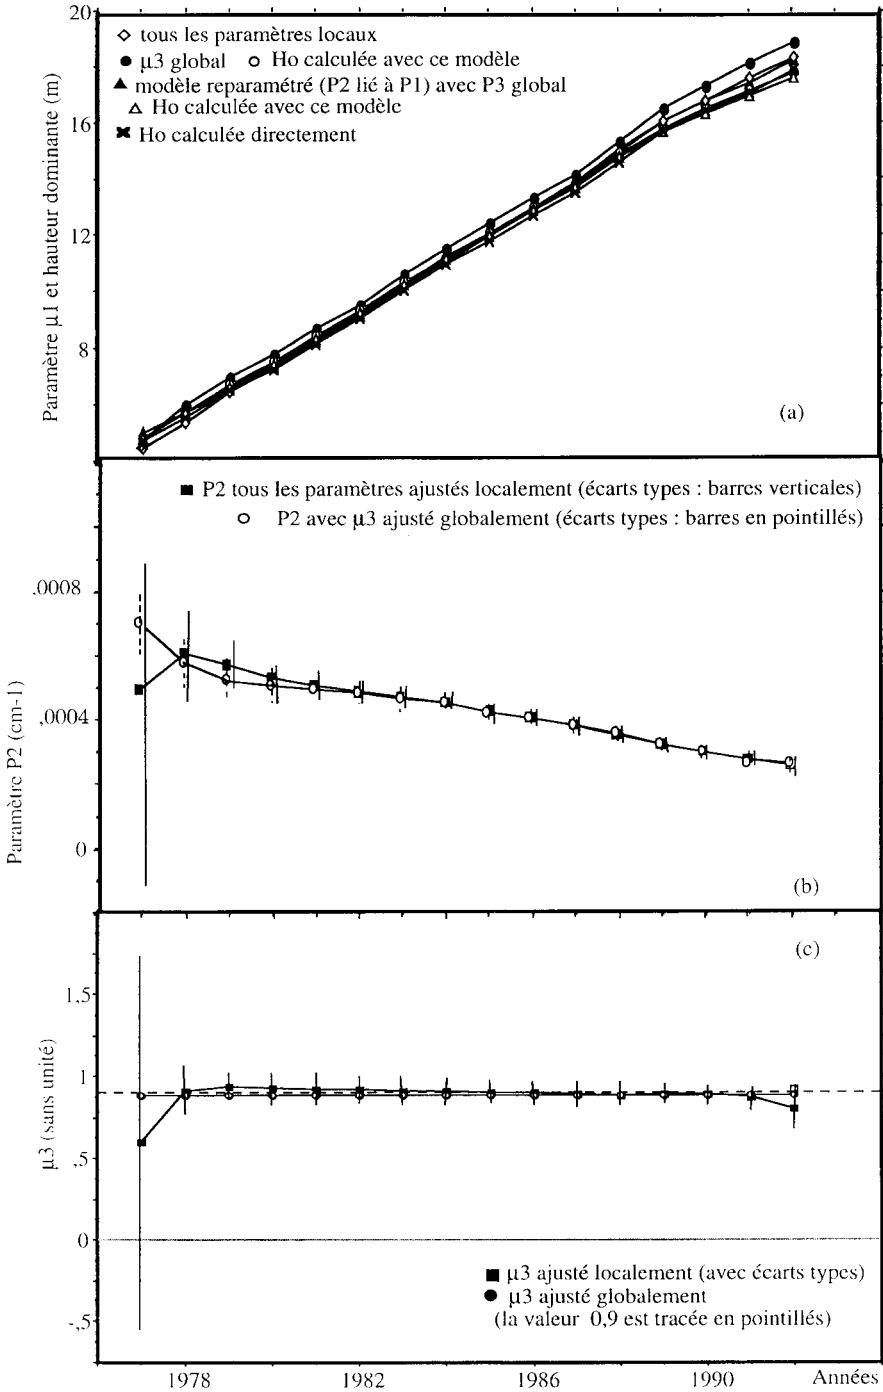 20
◇ tous les paramètres locaux
● µ3 global ○ Ho calculée avec ce modèle
▲ modèle reparamétré (P2 lié à P1) avec P3 global
△ Ho calculée avec ce modèle
✖ Ho calculée directement
16
12
8
Paramètre µ1 et hauteur dominante (m)
(a)
■ P2 tous les paramètres ajustés localement (écarts types : barres verticales)
○ P2 avec µ3 ajusté globalement (écarts types : barres en pointillés)
.0008
,0004
0
Paramètre P2 (cm-1)
(b)
(c)
1,5
1
,5
0
-,5
µ3 (sans unité)
■ µ3 ajusté localement (avec écarts types)
● µ3 ajusté globalement
(la valeur 0,9 est tracée en pointillés)
1978 1982 1986 1990 Années